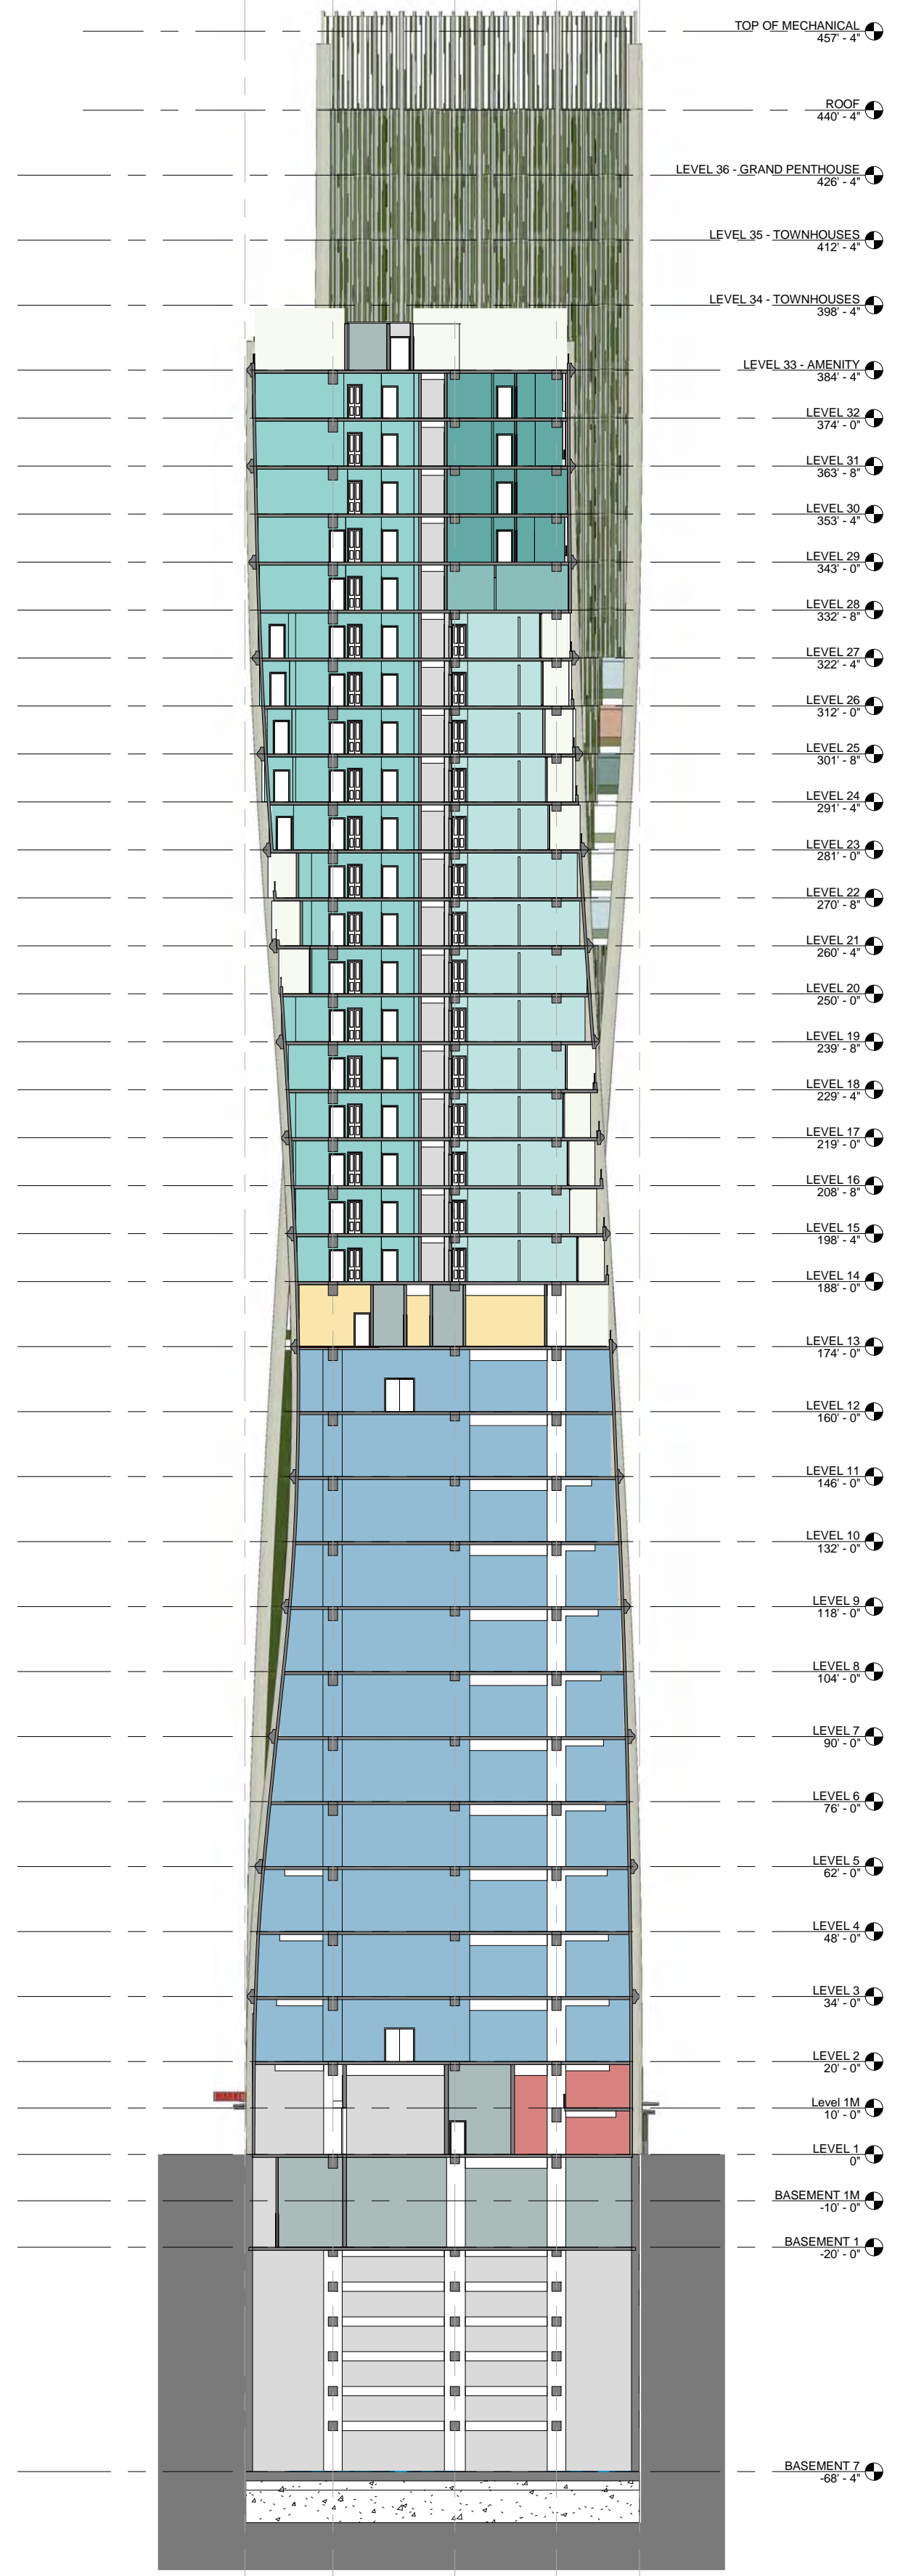 TOP OF MECHANICAL
457' - 4"
ROOF
440' - 4"
LEVEL 36 - GRAND PENTHOUSE
426' - 4"
LEVEL 35 - TOWNHOUSES
412' - 4"
LEVEL 34 - TOWNHOUSES
398' - 4"
LEVEL 33 - AMENITY
384' - 4"
LEVEL 32
374' - 0"
LEVEL 31
363' - 8"
LEVEL 30
353' - 4"
LEVEL 29
343' - 0"
LEVEL 28
332' - 8"
LEVEL 27
322' - 4"
LEVEL 26
312' - 0"
LEVEL 25
301' - 8"
LEVEL 24
291' - 4"
LEVEL 23
281' - 0"
LEVEL 22
270' - 8"
LEVEL 21
260' - 4"
LEVEL 20
250' - 0"
LEVEL 19
239' - 8"
LEVEL 18
229' - 4"
LEVEL 17
219' - 0"
LEVEL 16
208' - 8"
LEVEL 15
198' - 4"
LEVEL 14
188' - 0"
LEVEL 13
174' - 0"
LEVEL 12
160' - 0"
LEVEL 11
146' - 0"
LEVEL 10
132' - 0"
LEVEL 9
118' - 0"
LEVEL 8
104' - 0"
LEVEL 7
90' - 0"
LEVEL 6
76' - 0"
LEVEL 5
62' - 0"
LEVEL 4
48' - 0"
LEVEL 3
34' - 0"
LEVEL 2
20' - 0"
MARKET
Level 1M
10' - 0"
LEVEL 1
0"
BASEMENT 1M
-10' - 0"
BASEMENT 1
-20' - 0"
BASEMENT 7
-68' - 4"